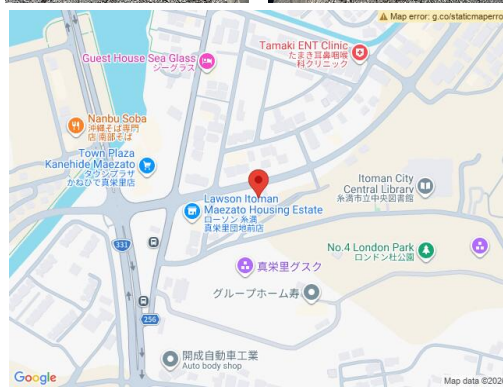 Map error: g.co/staticmaperro
Tamaki ENT Clinic
たまき耳鼻咽喉
科クリニック
Guest House Sea Glass
シーグラス
Nanbu Soba
沖縄そば専門
店 南部そば
Town Plaza
Kanehide Maezato
タウンプラザ
かねひで真栄里店
Itoman City
Central Library
糸満市立中央図書館
Lawson Itoman
Maezato Housing Estate
ローソン 糸満
真栄里団地前店
331
No.4 London Park
ロンドン杜公園
真栄里グスク
グループホーム寿
256
開成自動車工業
Auto body shop
Google
Map data ©202